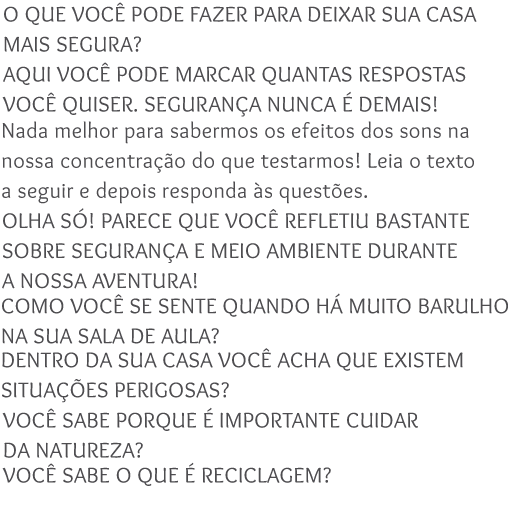 O QUE VOCÊ PODE FAZER PARA DEIXAR SUA CASA
MAIS SEGURA?
AQUI VOCÊ PODE MARCAR QUANTAS RESPOSTAS
VOCÊ QUISER. SEGURANÇA NUNCA É DEMAIS!
Nada melhor para sabermos os efeitos dos sons na
nossa concentração do que testarmos! Leia o texto
a seguir e depois responda às questões.
OLHA SÓ! PARECE QUE VOCÊ REFLETIU BASTANTE
SOBRE SEGURANÇA E MEIO AMBIENTE DURANTE
A NOSSA AVENTURA!
COMO VOCÊ SE SENTE QUANDO HÁ MUITO BARULHO
NA SUA SALA DE AULA?
DENTRO DA SUA CASA VOCÊ ACHA QUE EXISTEM
SITUAÇÕES PERIGOSAS?
VOCÊ SABE PORQUE É IMPORTANTE CUIDAR
DA NATUREZA?
VOCÊ SABE O QUE É RECICLAGEM?